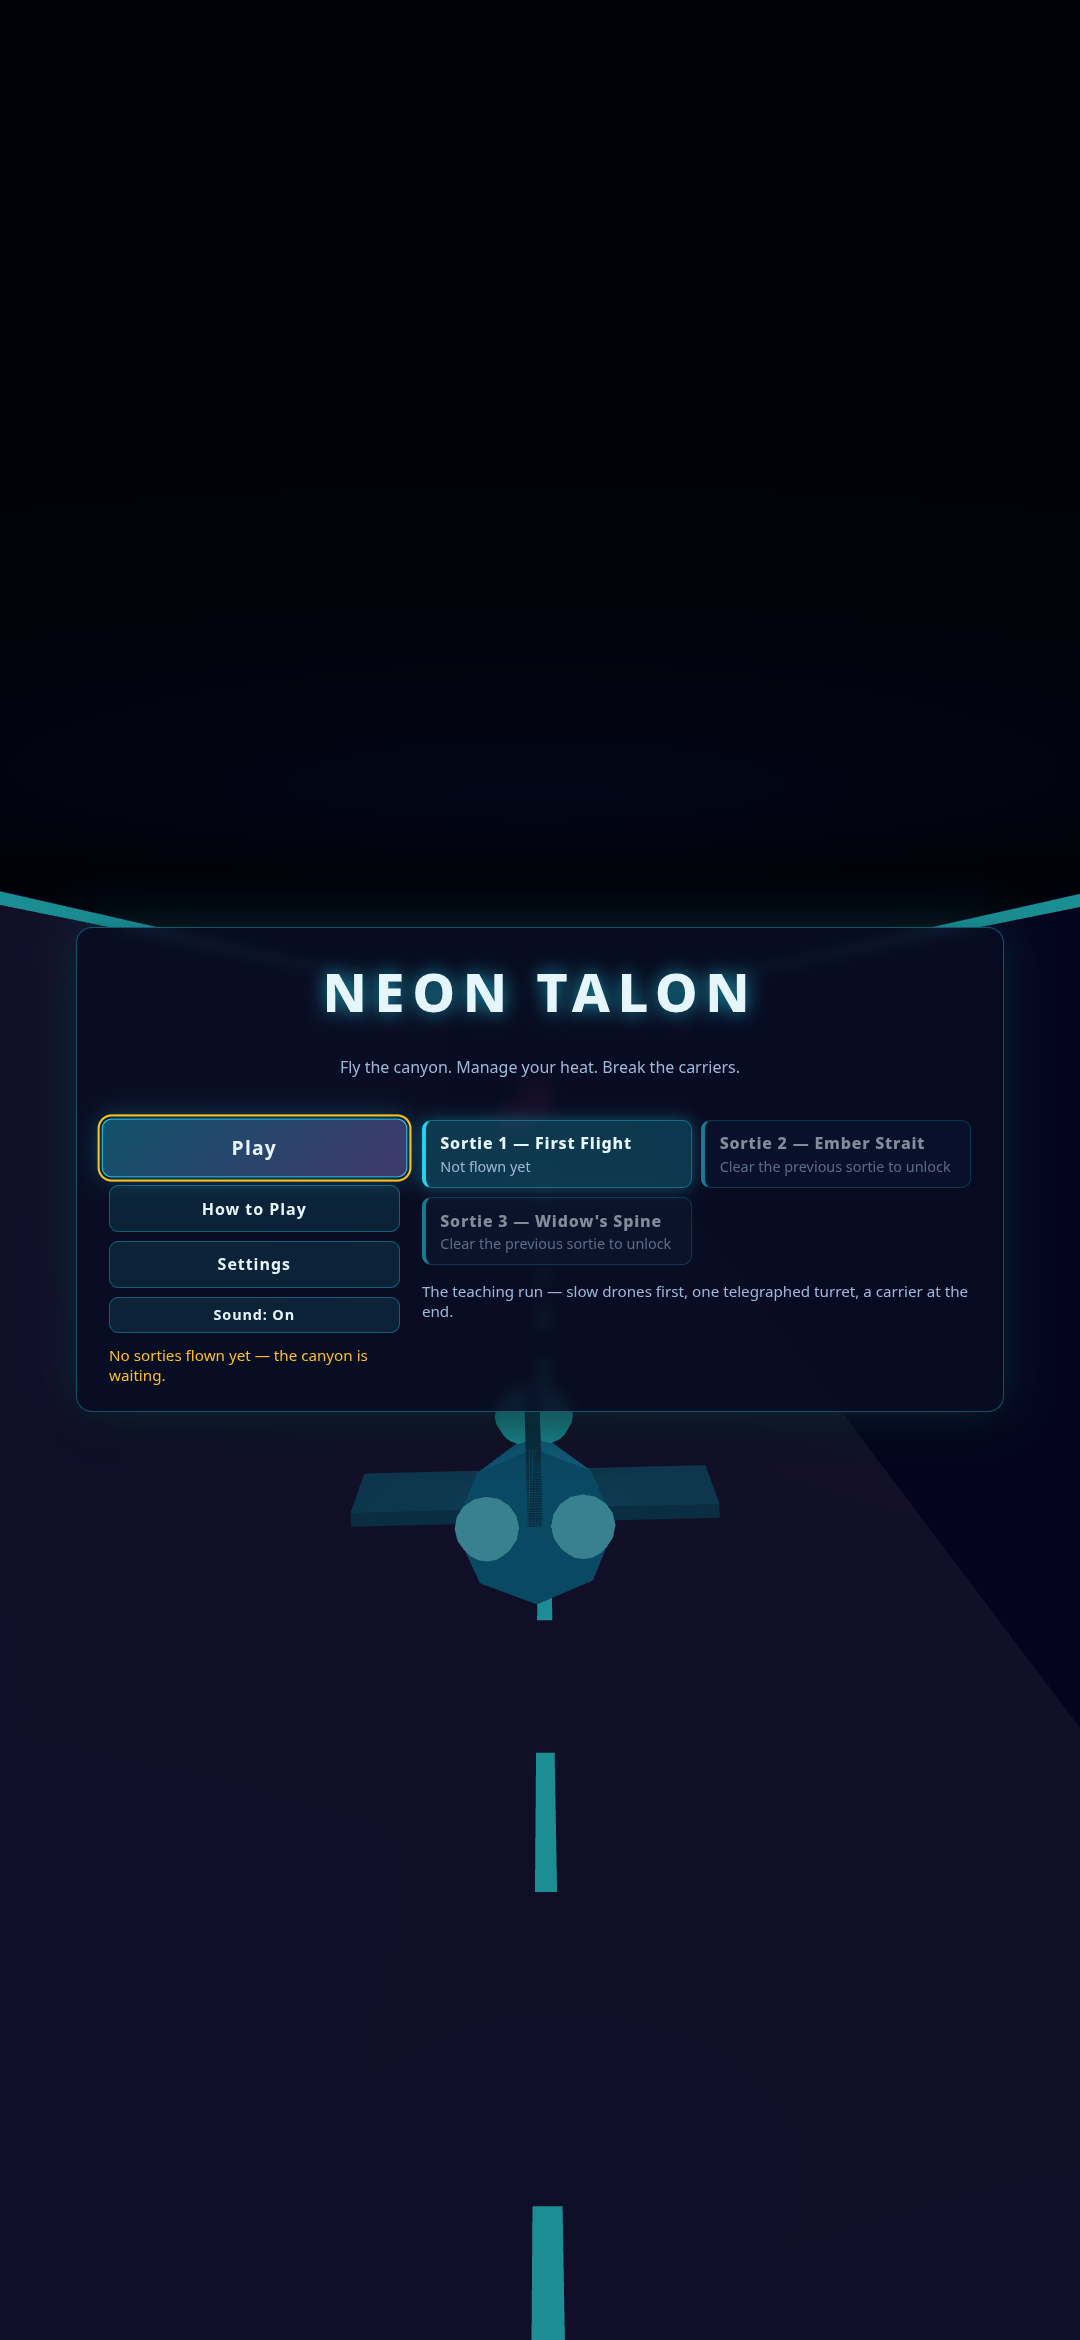 NEON TALON
Fly the canyon. Manage your heat. Break the carriers.
Play
How to Play
Settings
Sound: On
No sorties flown yet — the canyon is
waiting.
Sortie 1 — First Flight
Not flown yet
Sortie 2 — Ember Strait
Clear the previous sortie to unlock
Sortie 3 — Widow's Spine
Clear the previous sortie to unlock
The teaching run — slow drones first, one telegraphed turret, a carrier at the
end.